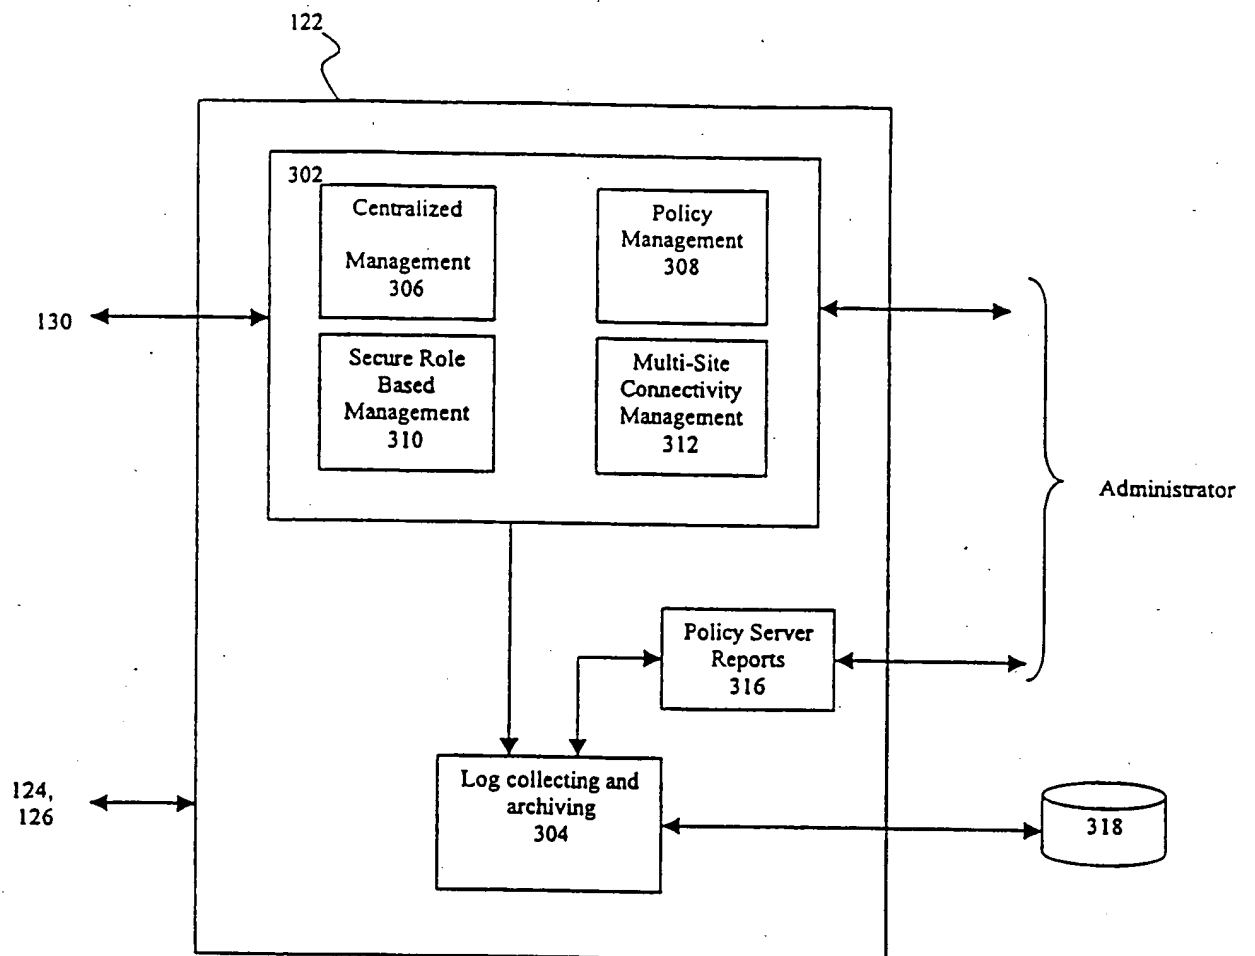 122
302
Centralized
Management
306
Policy
Management
308
130
Secure Role
Based
Management
310
Multi-Site
Connectivity
Management
312
Administrator
Policy Server
Reports
316
124,
126
Log collecting and
archiving
304
318